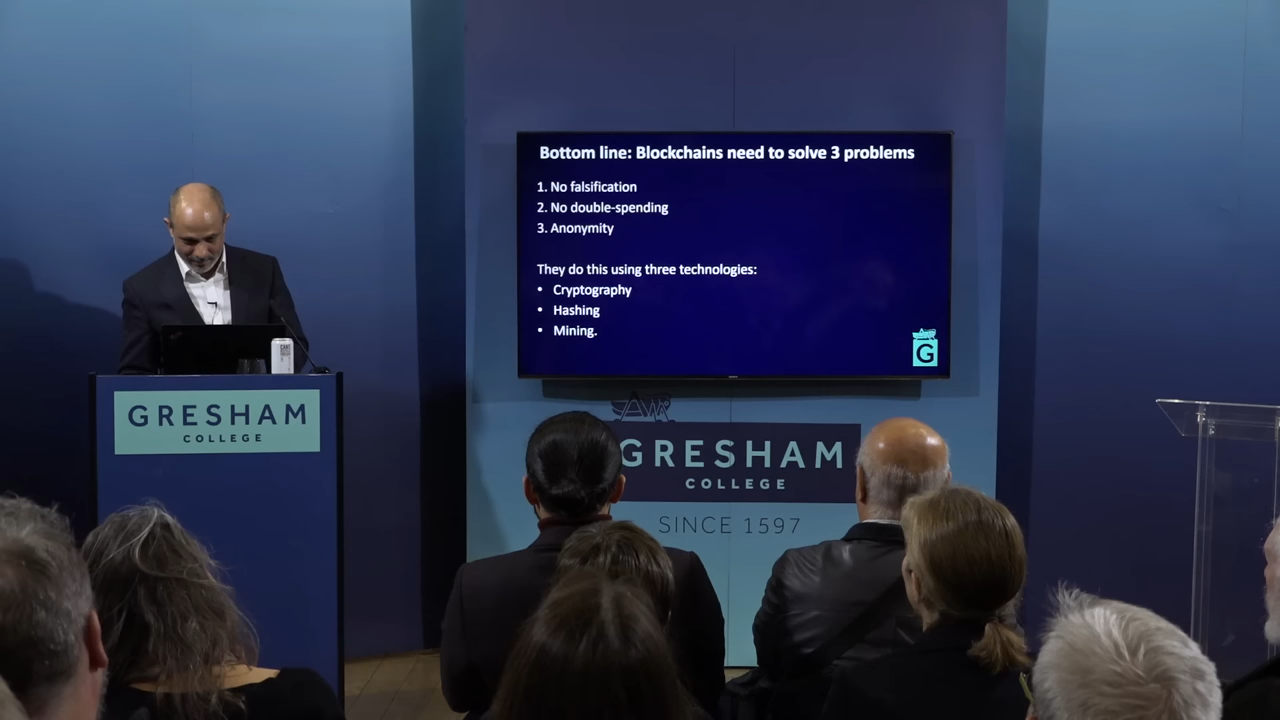 Bottom line: Blockchains need to solve 3 problems
1. No falsification
2. No double-spending
3. Anonymity
They do this using three technologies:
• Cryptography
• Hashing
• Mining.
G
GRESHAM
COLLEGE
GRESHAM
COLLEGE
SINCE 1597